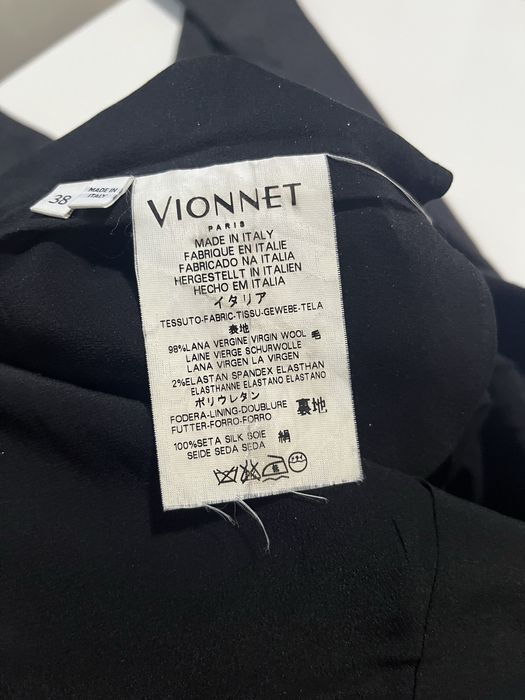 38
MADE IN
ITALY
VIONNET
PARIS
MADE IN ITALY
FABRIQUE EN ITALIE
FABRICADO NA ITALIA
HERGESTELLT IN ITALIEN
HECHO EM ITALIA
イタリア
TESSUTO-FABRIC-TISSU-GEWEBE-TELA
表地
98%LANA VERGINE VIRGIN WOOL 毛
LAINE VIERGE SCHURWOLLE
LANA VERGEN LA VIRGEN
2%ELASTAN SPANDEX ELASTHAN
ELASTHANNE ELASTANO ELASTANO
ポリウレタン
FODERA-LINING-DOUBLURE 裏地
FUTTER-FORRO-FORRO
100%SETA SILK SOIE 絹
SEIDE SEDA SEDA